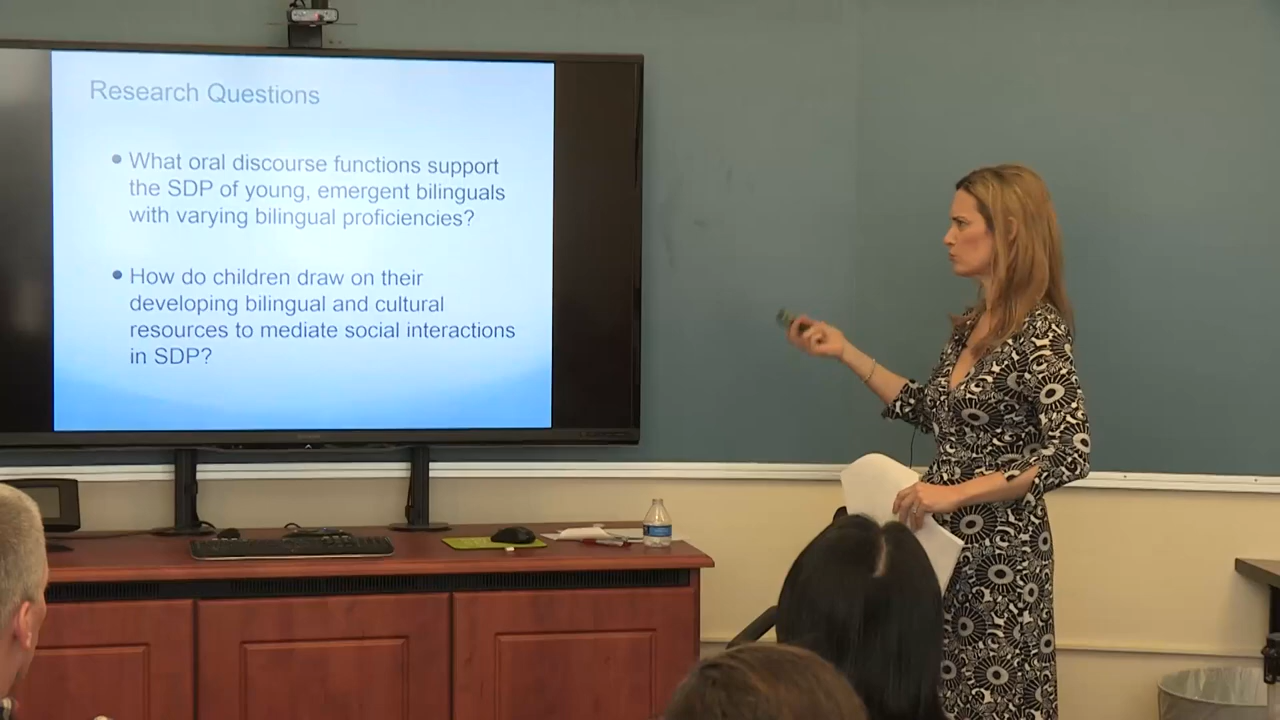 Research Questions
What oral discourse functions support
the SDP of young, emergent bilinguals
with varying bilingual proficiencies?
How do children draw on their
developing bilingual and cultural
resources to mediate social interactions
in SDP?